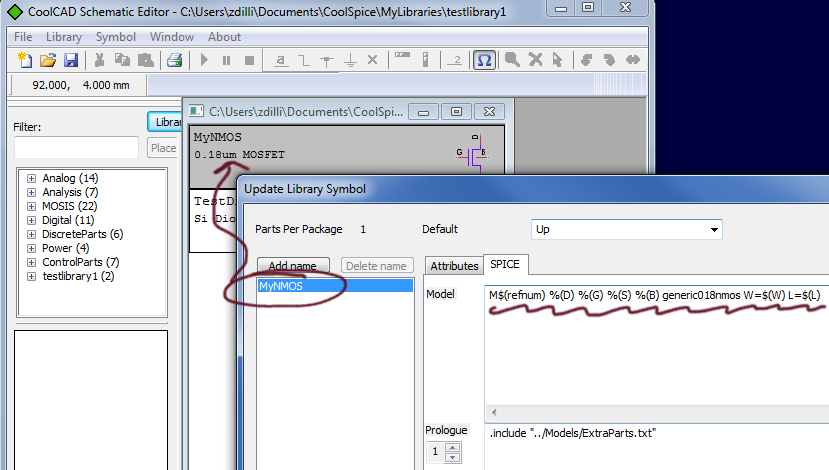 CoolCAD Schematic Editor - C:\Users\zdilli\Documents\CoolSpice\MyLibraries\testlibrary1
File Library Symbol Window About
a .2 Ω
92.000, 4.000 mm
C:\Users\zdilli\Documents\CoolSpi...
Filter:
Librar
Place
MyNMOS
0.18um MOSFET
D
G B
Analog (14)
Analysis (7)
MOSIS (22)
Digital (11)
DiscreteParts (6)
Power (4)
ControlParts (7)
testlibrary1 (2)
TestDi
Si Dio
Update Library Symbol
Parts Per Package 1 Default Up
Add name Delete name
Attributes SPICE
MyNMOS
Model
M$(refnum) %(D) %(G) %(S) %(B) generic018nmos W=$(W) L=$(L)
Prologue
1
.include "../Models/ExtraParts.txt"